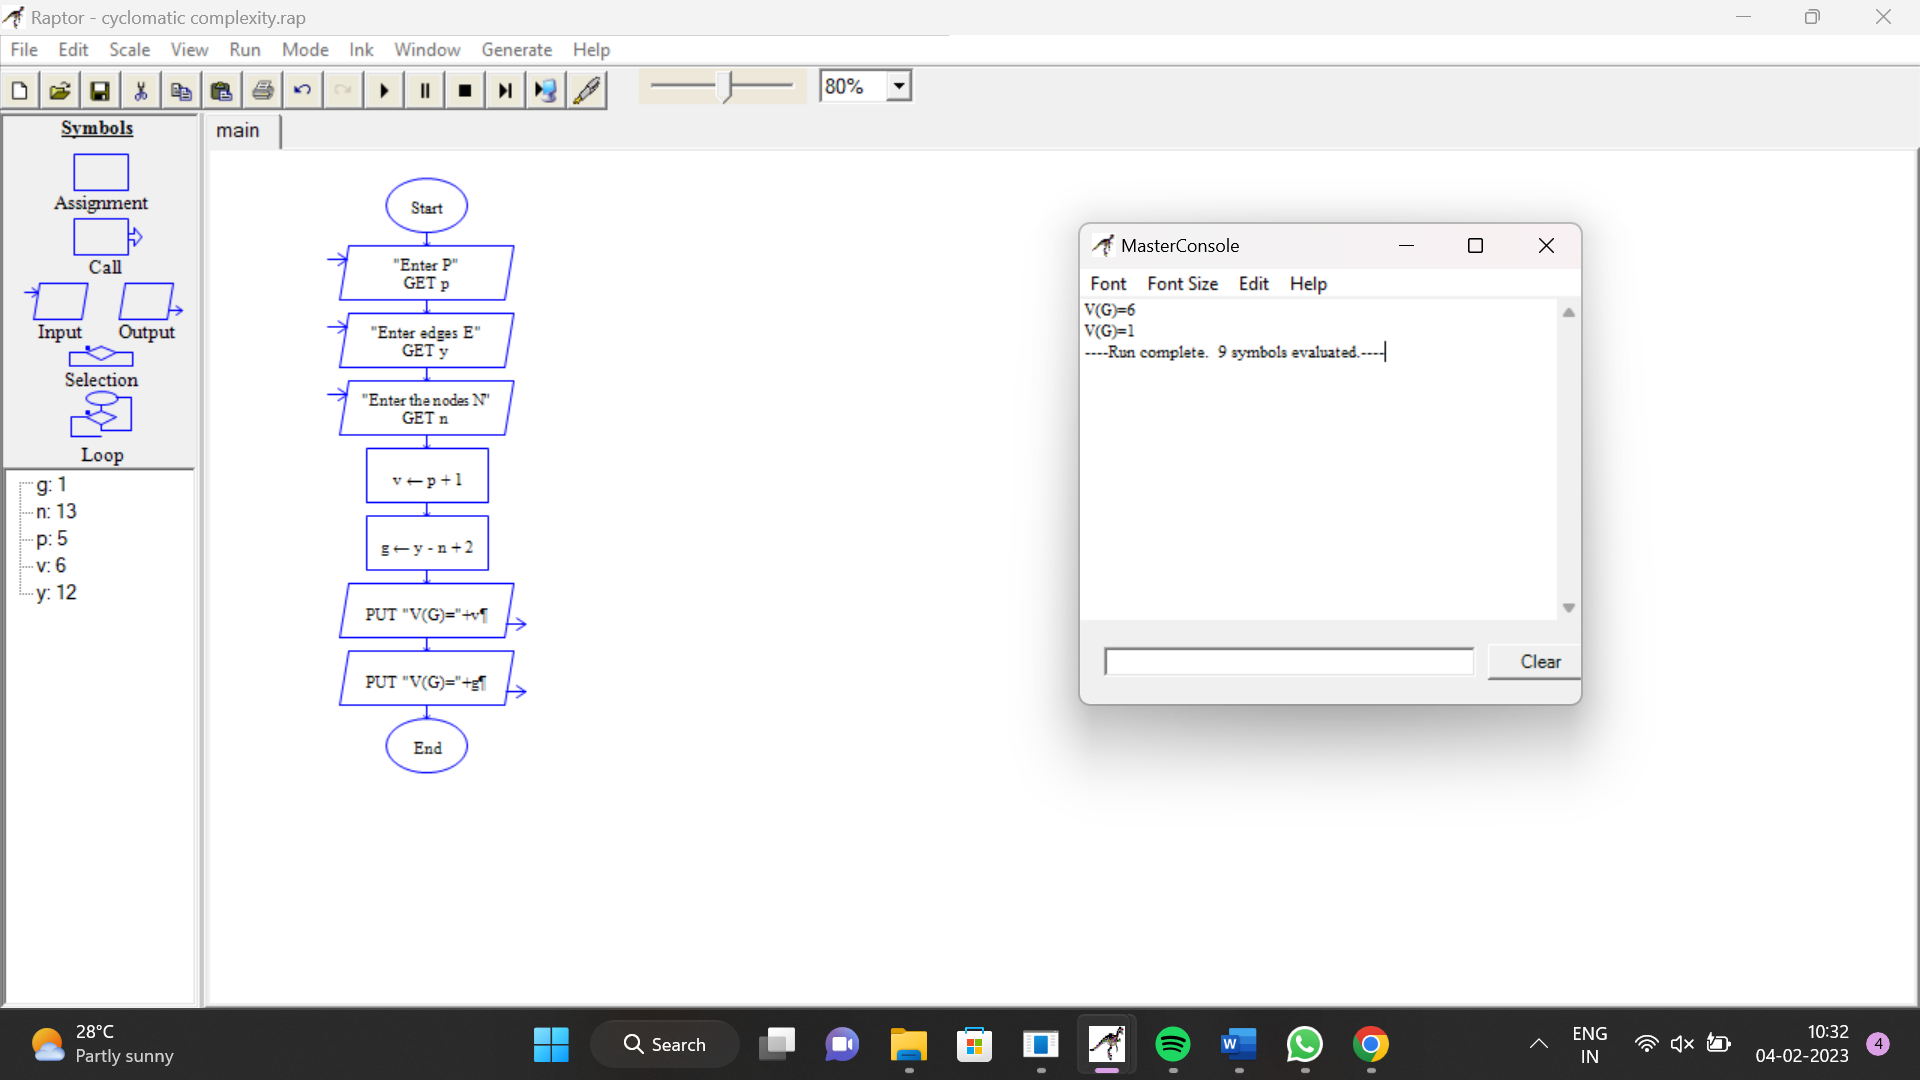 Raptor - cyclomatic complexity.rap
File Edit Scale View Run Mode Ink Window Generate Help
80%
Symbols
Assignment
Call
Input Output
Selection
Loop
g: 1
n: 13
p: 5
v: 6
y: 12
main
Start
"Enter P"
GET p
"Enter edges E"
GET y
"Enter the nodes N"
GET n
v ← p + 1
g ← y - n + 2
PUT "V(G)="+v¶
PUT "V(G)="+g¶
End
MasterConsole
Font Font Size Edit Help
V(G)=6
V(G)=1
----Run complete.  9 symbols evaluated.----
Clear
28°C
Partly sunny
Search
W
ENG
IN
10:32
04-02-2023
4